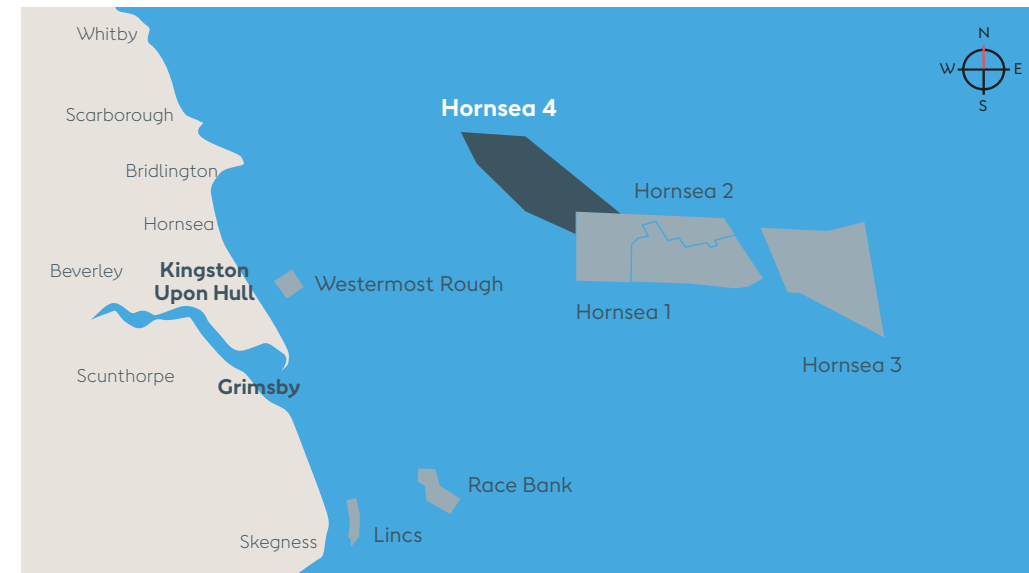 Whitby
N
W
E
S
Scarborough
Hornsea 4
Bridlington
Hornsea 2
Hornsea
Beverley
Kingston
Upon Hull
Westermost Rough
Hornsea 1
Hornsea 3
Scunthorpe
Grimsby
Race Bank
Lincs
Skegness